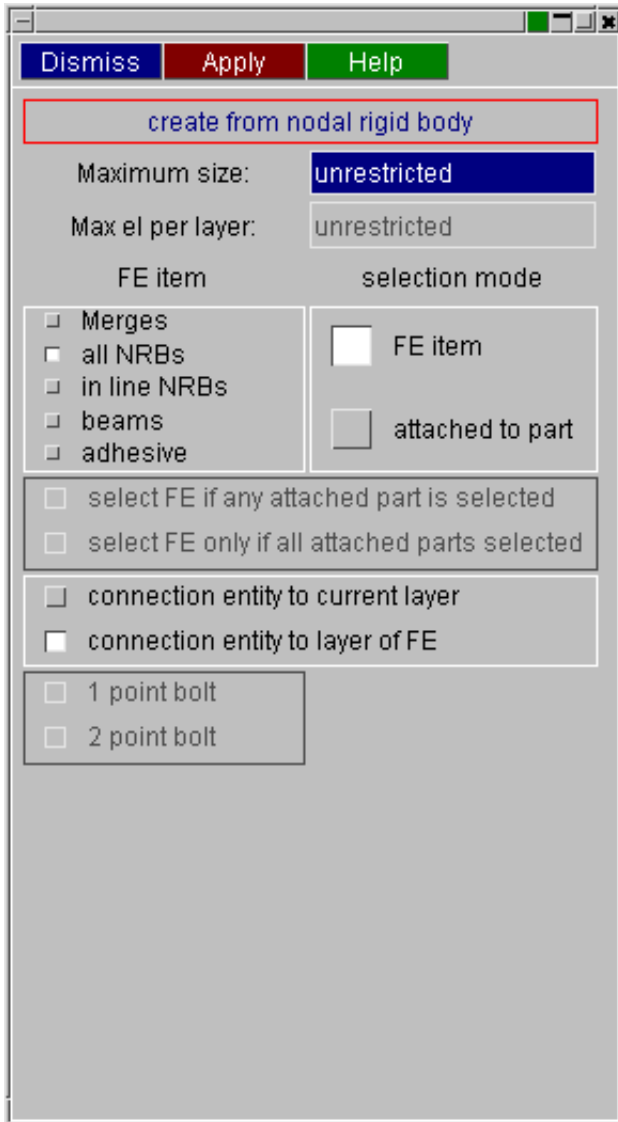 Dismiss Apply Help
create from nodal rigid body
Maximum size: unrestricted
Max el per layer: unrestricted
FE item selection mode
Merges
all NRBs
in line NRBs
beams
adhesive
FE item
attached to part
select FE if any attached part is selected
select FE only if all attached parts selected
connection entity to current layer
connection entity to layer of FE
1 point bolt
2 point bolt